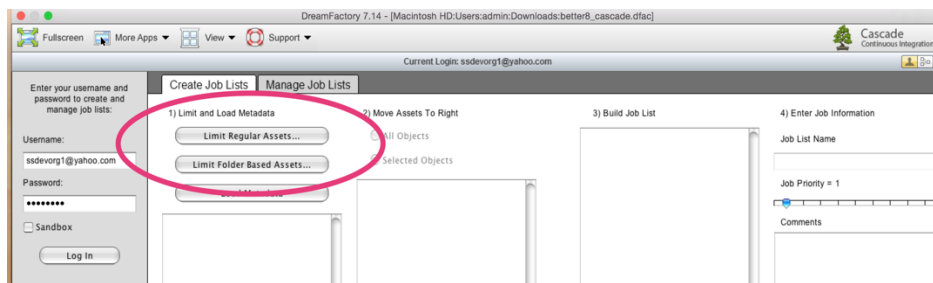 DreamFactory 7.14 - [Macintosh HD:Users:admin:Downloads:better8_cascade.dfac]
Fullscreen More Apps View Support Cascade
Continuous Integration
Current Login: ssdevorg1@yahoo.com
Enter your username and
password to create and
manage job lists:
Username:
ssdevorg1@yahoo.com
Password:
••••••••
Sandbox
Log In
Create Job Lists Manage Job Lists
1) Limit and Load Metadata
Limit Regular Assets...
Limit Folder Based Assets...
Load Metadata
2) Move Assets To Right
All Objects
Selected Objects
3) Build Job List
4) Enter Job Information
Job List Name
Job Priority = 1
Comments